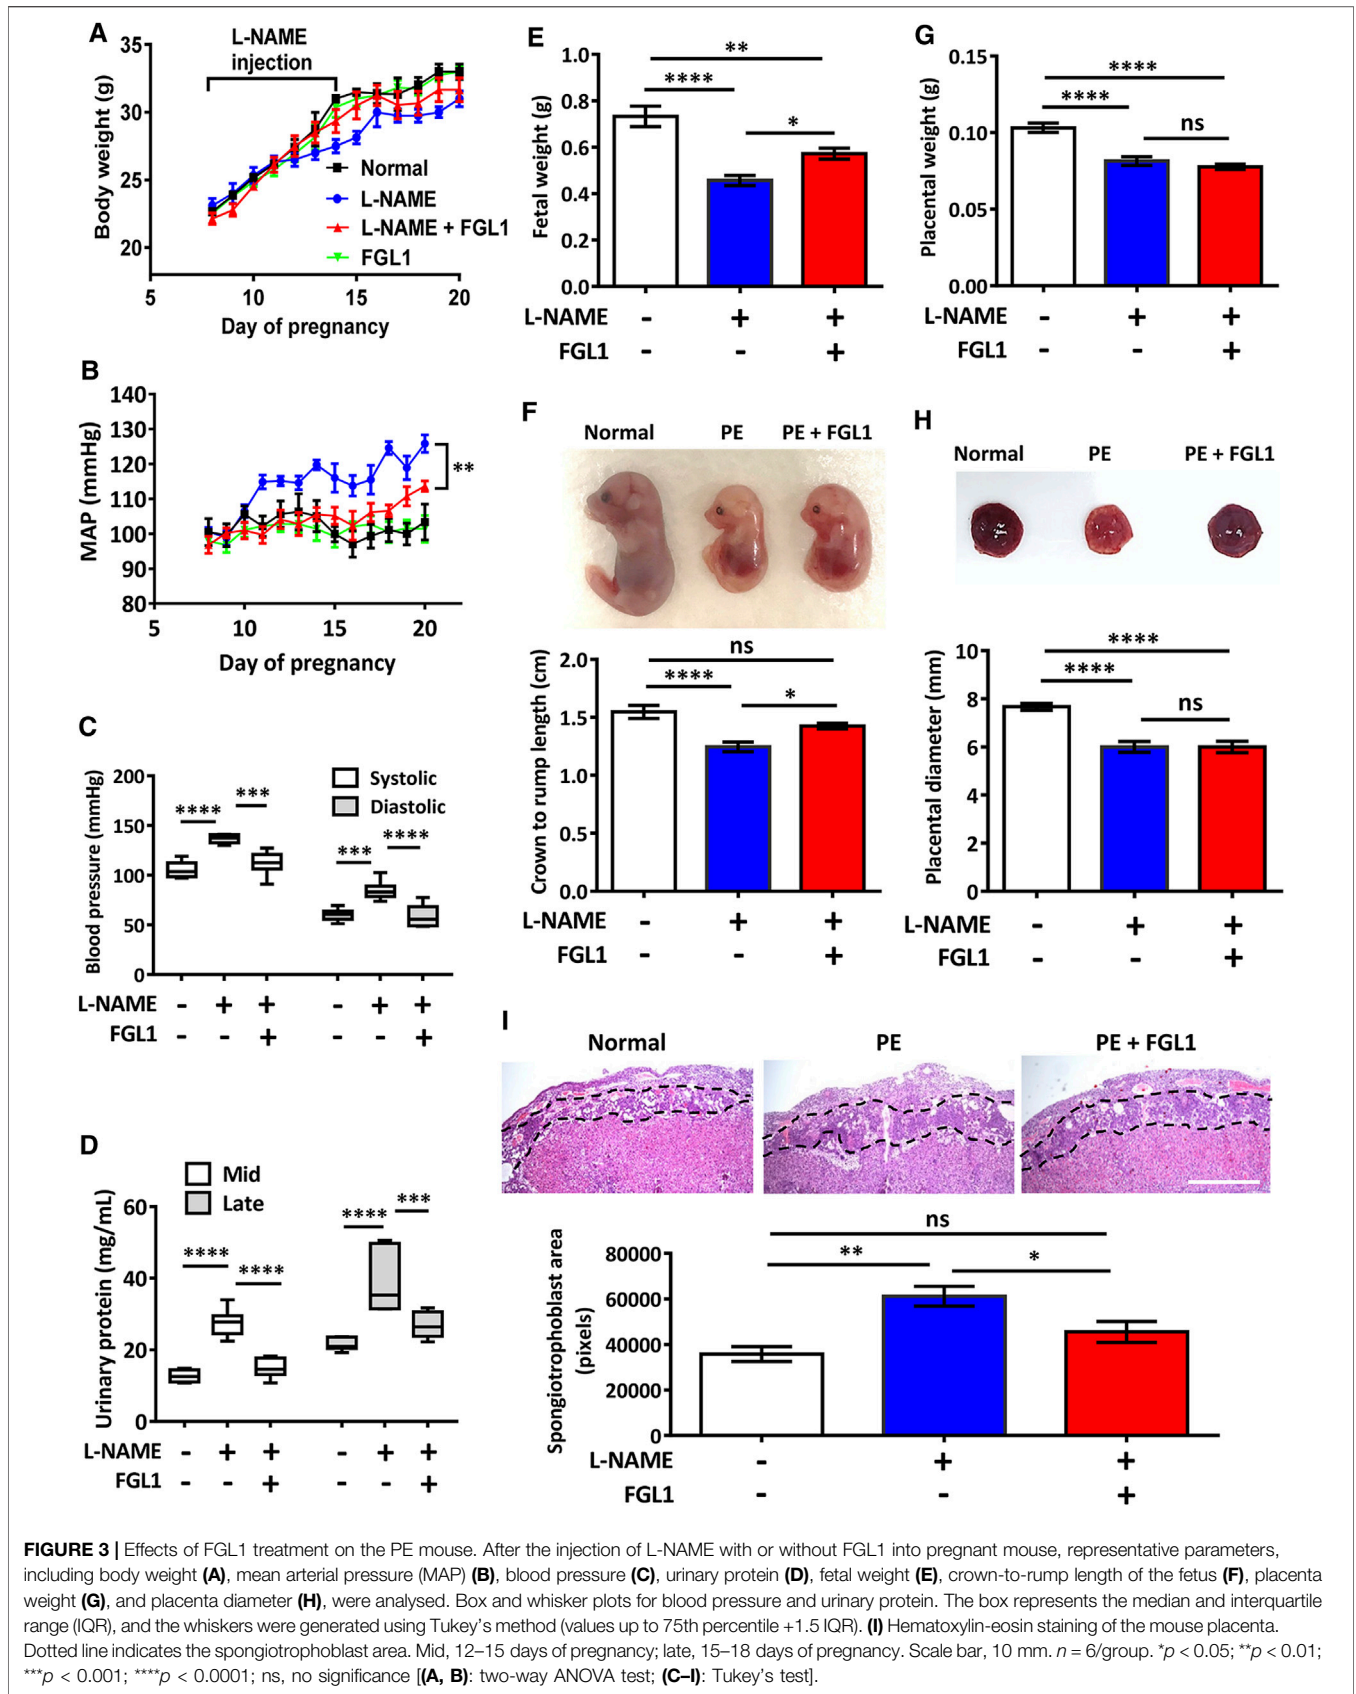 A
L-NAME
injection
35
30
25
20
Body weight (g)
Normal
L-NAME
L-NAME + FGL1
FGL1
5 10 15 20
Day of pregnancy
B
140
130
120
110
100
90
80
MAP (mmHg)
**
5 10 15 20
Day of pregnancy
C
200
150
100
50
0
Blood pressure (mmHg)
Systolic
Diastolic
**** *** *** ****
L-NAME - + + - + +
FGL1 - - + - - +
D
60
40
20
0
Urinary protein (mg/mL)
Mid
Late
**** **** **** ***
L-NAME - + + - + +
FGL1 - - + - - +
E
1.0
0.8
0.6
0.4
0.2
0.0
Fetal weight (g)
**
****
*
L-NAME - + +
FGL1 - - +
F
Normal PE PE + FGL1
2.0
1.5
1.0
0.5
0.0
Crown to rump length (cm)
ns
****
*
L-NAME - + +
FGL1 - - +
G
0.15
0.10
0.05
0.00
Placental weight (g)
****
****
ns
L-NAME - + +
FGL1 - - +
H
Normal PE PE + FGL1
10
8
6
4
2
0
Placental diameter (mm)
****
****
ns
L-NAME - + +
FGL1 - - +
I
Normal PE PE + FGL1
80000
60000
40000
20000
0
Spongiotrophoblast area
(pixels)
ns
**
*
L-NAME - + +
FGL1 - - +
FIGURE 3 | Effects of FGL1 treatment on the PE mouse. After the injection of L-NAME with or without FGL1 into pregnant mouse, representative parameters,
including body weight (A), mean arterial pressure (MAP) (B), blood pressure (C), urinary protein (D), fetal weight (E), crown-to-rump length of the fetus (F), placenta
weight (G), and placenta diameter (H), were analysed. Box and whisker plots for blood pressure and urinary protein. The box represents the median and interquartile
range (IQR), and the whiskers were generated using Tukey's method (values up to 75th percentile +1.5 IQR). (I) Hematoxylin-eosin staining of the mouse placenta.
Dotted line indicates the spongiotrophoblast area. Mid, 12–15 days of pregnancy; late, 15–18 days of pregnancy. Scale bar, 10 mm. n = 6/group. *p < 0.05; **p < 0.01;
***p < 0.001; ****p < 0.0001; ns, no significance [(A, B): two-way ANOVA test; (C–I): Tukey's test].